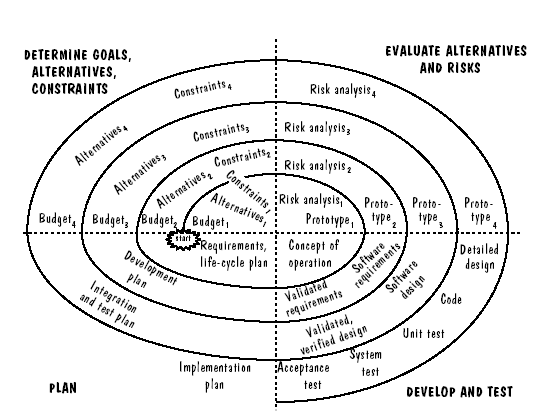 DETERMINE GOALS,
ALTERNATIVES,
CONSTRAINTS
EVALUATE ALTERNATIVES
AND RISKS
Constraints₄
Risk analysis₄
Alternatives₄
Constraints₃
Risk analysis₃
Alternatives₃
Constraints₂
Risk analysis₂
Alternatives₂
Constraints₁
Alternatives₁
Risk analysis₁
Budget₄
Budget₃
Budget₂
Budget₁
Prototype₁
Proto-
type₂
Proto-
type₃
Proto-
type₄
start
Requirements,
life-cycle plan
Concept of
operation
Software
requirements
Detailed
design
Development
plan
Validated
requirements
Software
design
Integration
and test plan
Validated,
verified design
Code
Unit test
Implementation
plan
Acceptance
test
System
test
PLAN
DEVELOP AND TEST